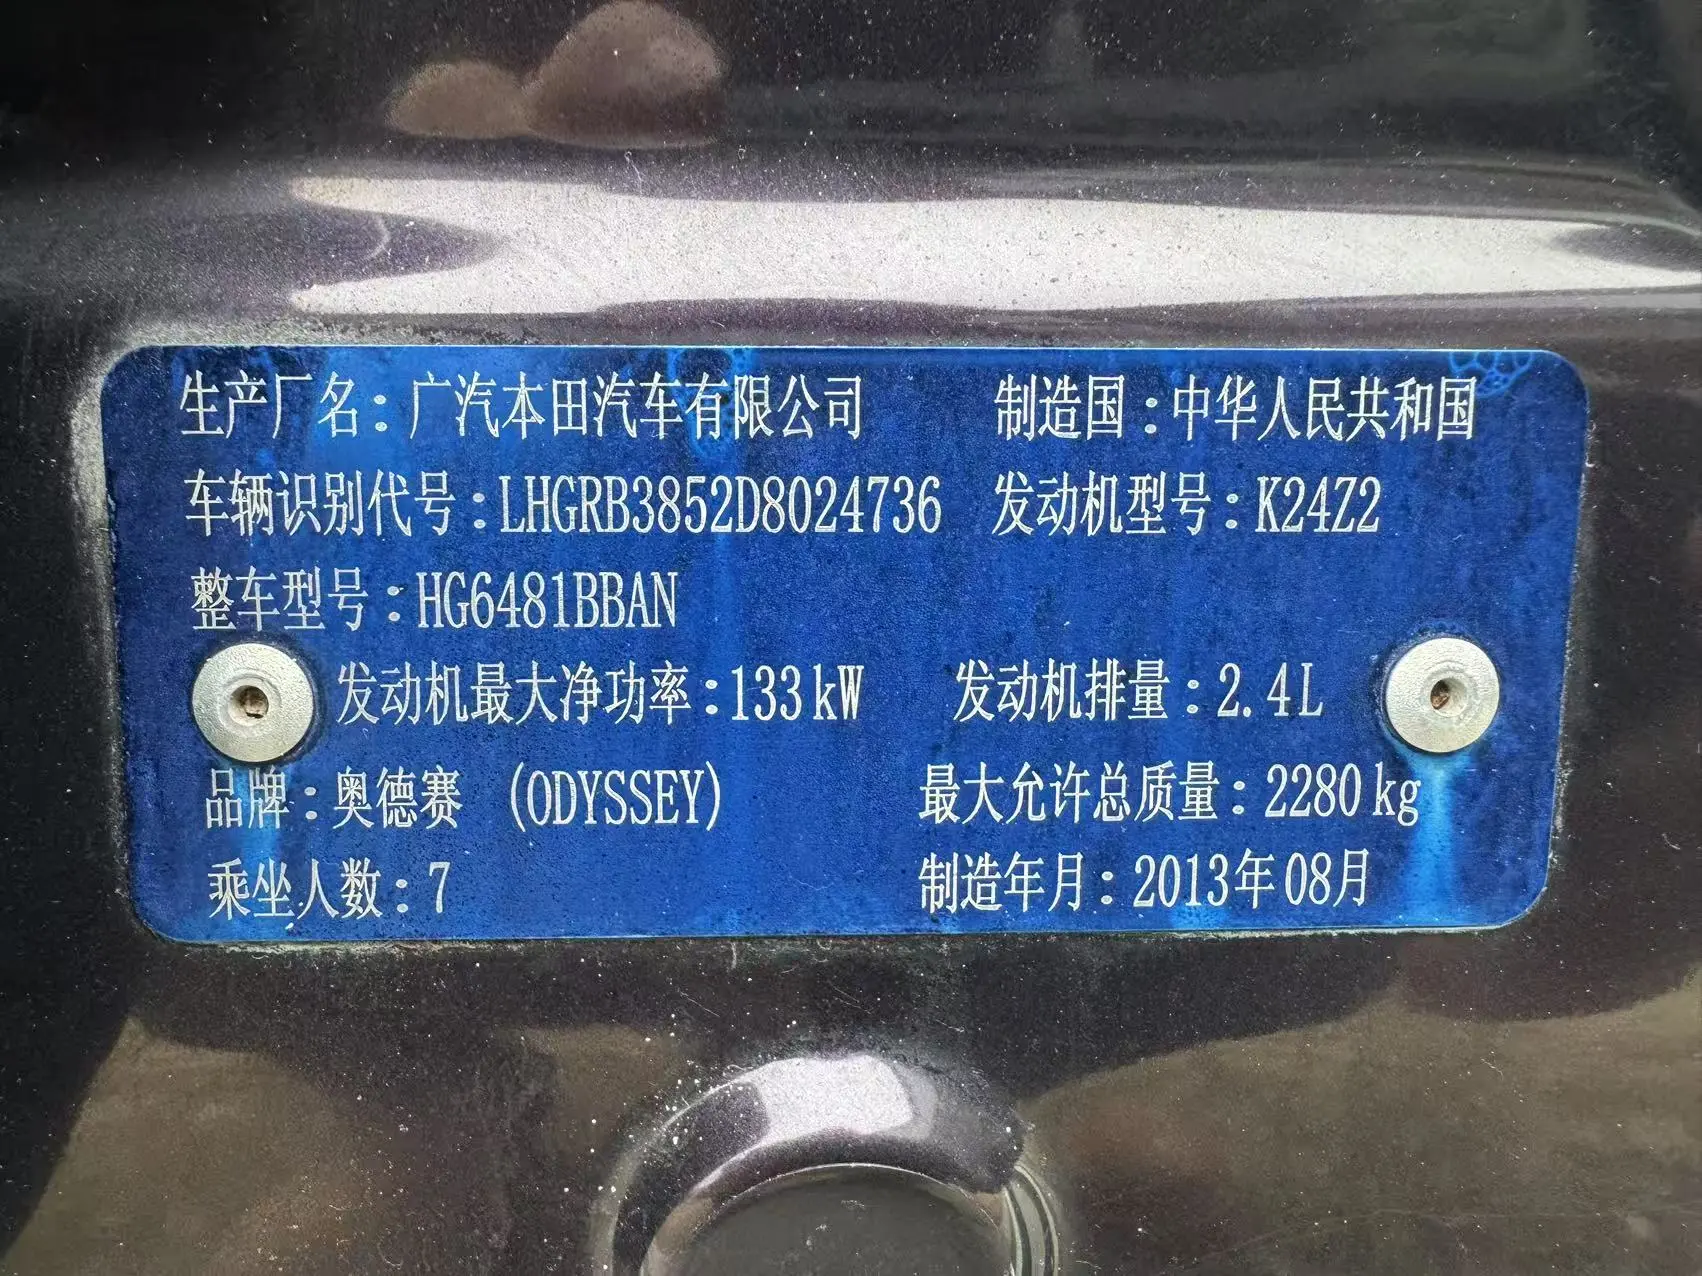 生产厂名:广汽本田汽车有限公司 制造国:中华人民共和国
车辆识别代号:LHGRB3852D8024736 发动机型号:K24Z2
整车型号:HG6481BBAN
发动机最大净功率:133kW 发动机排量:2.4L
品牌:奥德赛 (ODYSSEY) 最大允许总质量:2280kg
乘坐人数:7 制造年月:2013年08月